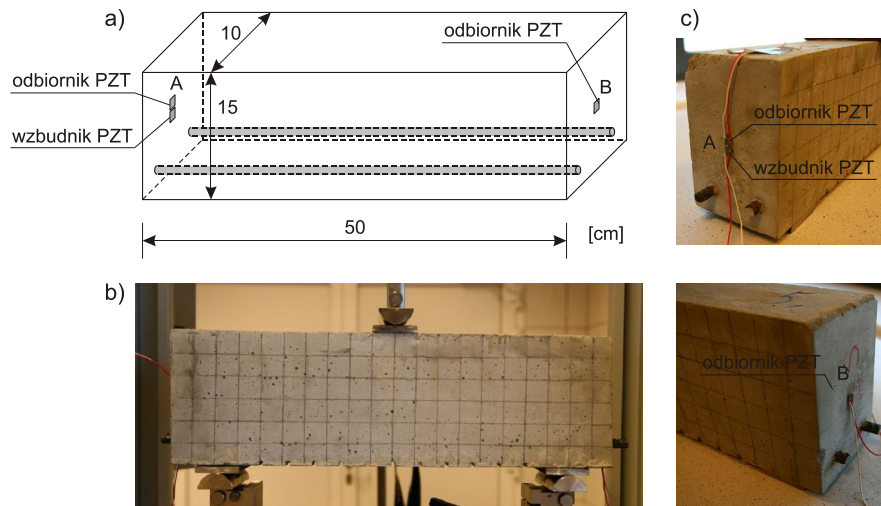 a)
10
odbiornik PZT
A
odbiornik PZT
wzbudnik PZT
15
B
50
[cm]
b)
c)
A
odbiornik PZT
wzbudnik PZT
odbiornik PZT
B